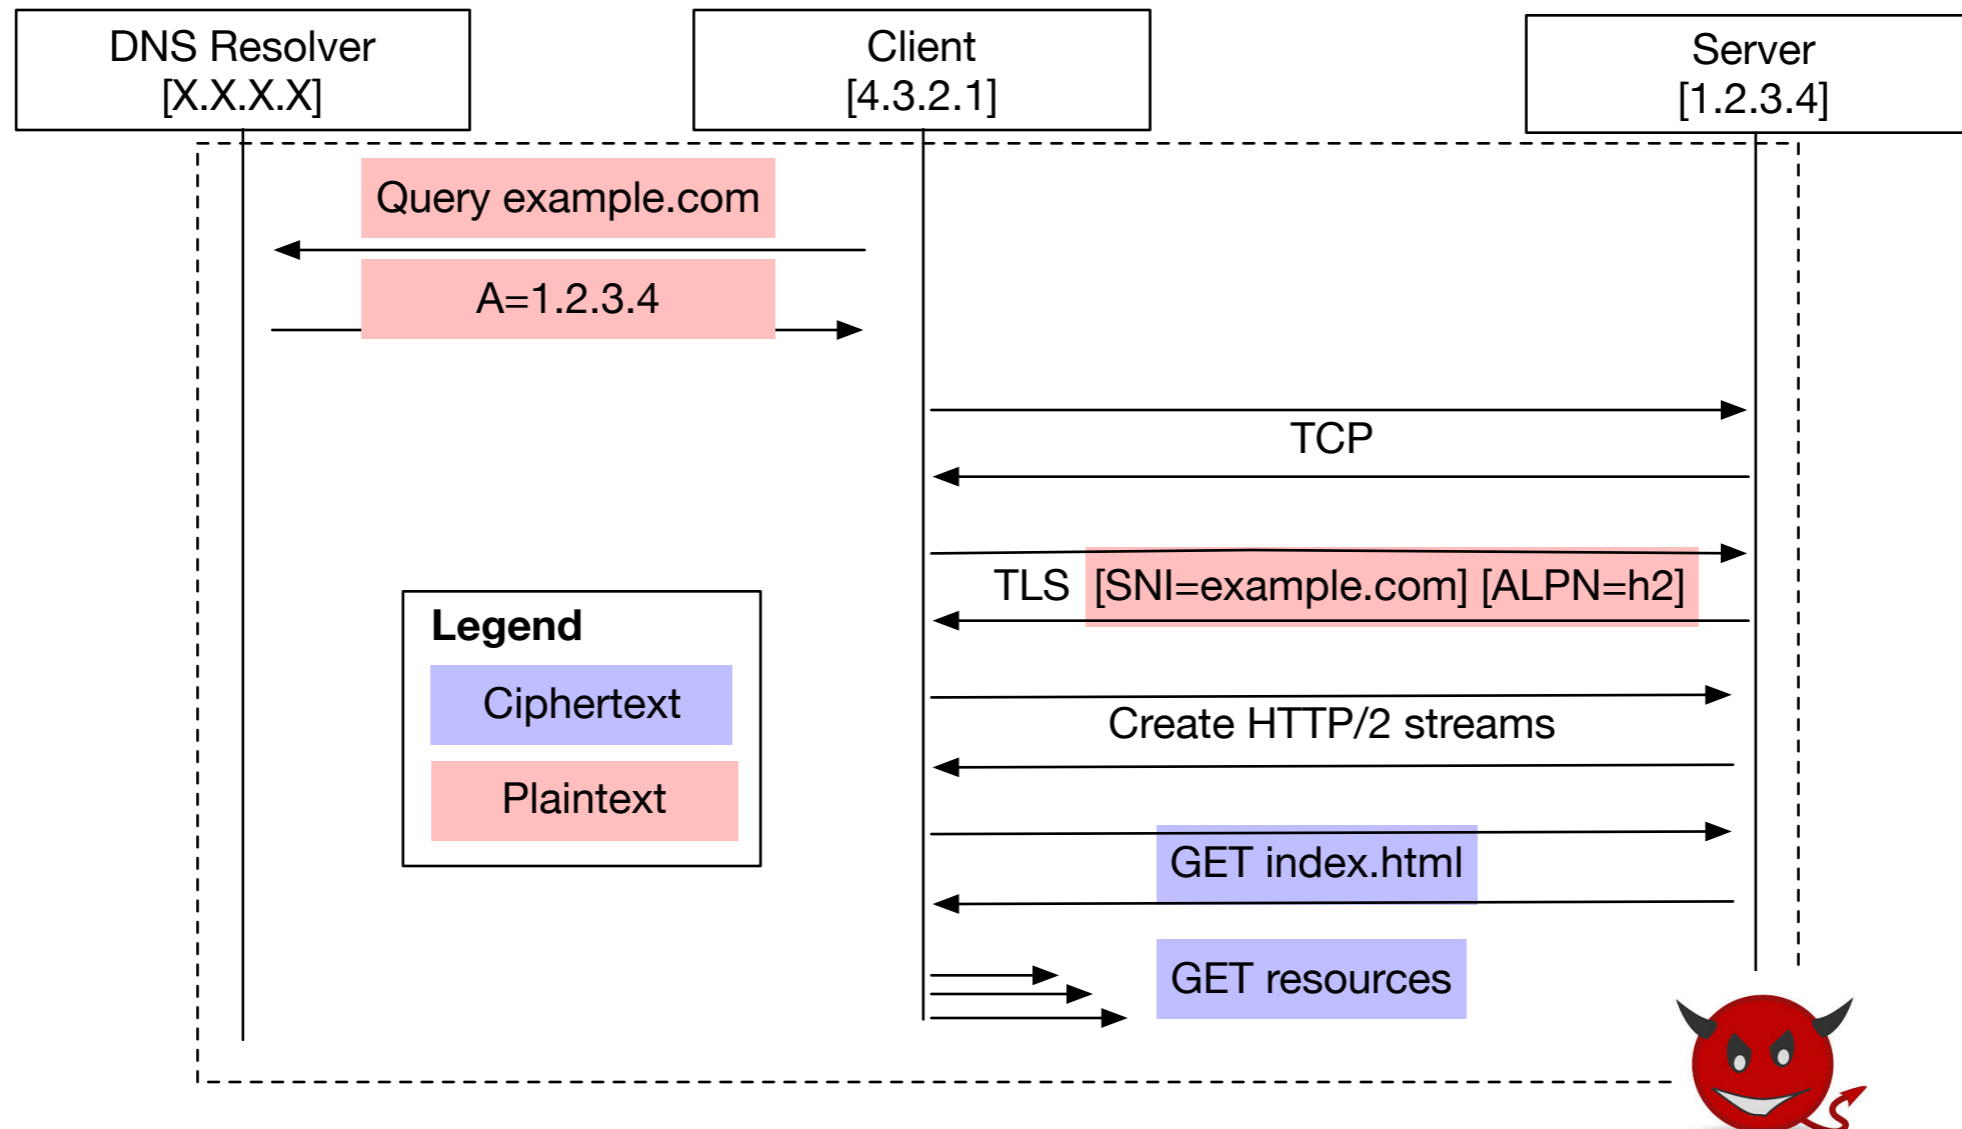 DNS Resolver
[X.X.X.X]
Client
[4.3.2.1]
Server
[1.2.3.4]
Query example.com
A=1.2.3.4
TCP
TLS [SNI=example.com] [ALPN=h2]
Legend
Ciphertext
Plaintext
Create HTTP/2 streams
GET index.html
GET resources